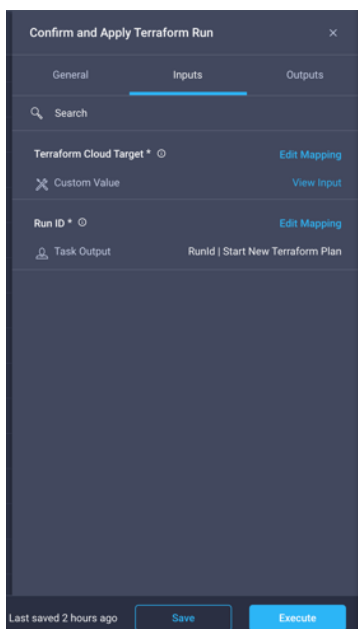 Confirm and Apply Terraform Run ×
General Inputs Outputs
Search
Terraform Cloud Target * Edit Mapping
Custom Value View Input
Run ID * Edit Mapping
Task Output RunId | Start New Terraform Plan
Last saved 2 hours ago Save Execute